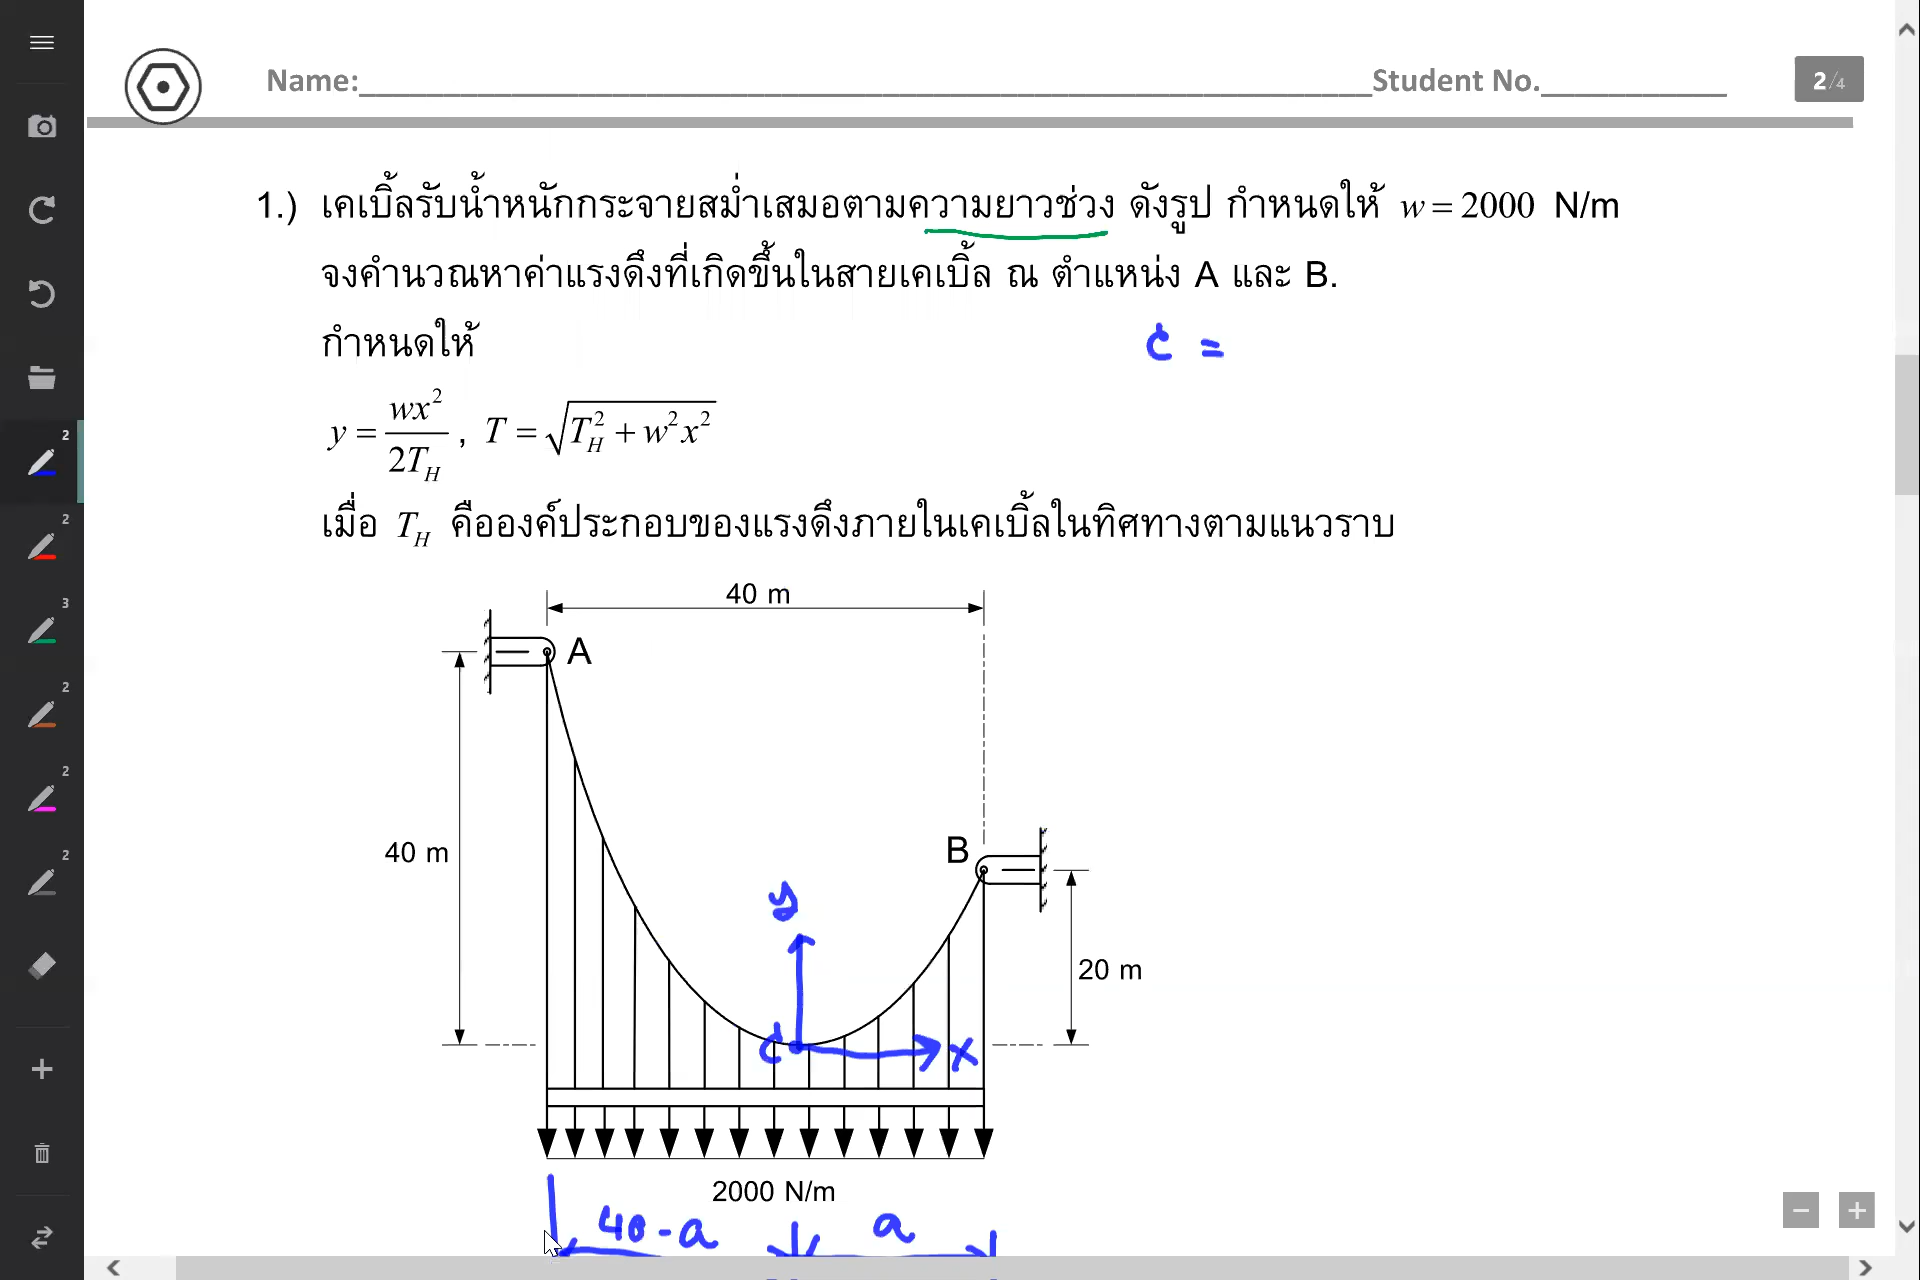 Name: Student No. 2/4
1.) เคเบิ้ลรับน้ำหนักกระจายสม่ำเสมอตามความยาวช่วง ดังรูป กำหนดให้ w = 2000 N/m
จงคำนวณหาค่าแรงดึงที่เกิดขึ้นในสายเคเบิ้ล ณ ตำแหน่ง A และ B.
กำหนดให้
C =
y = wx²/2T_H , T = √(T_H² + w²x²)
เมื่อ T_H คือองค์ประกอบของแรงดึงภายในเคเบิ้ลในทิศทางตามแนวราบ
40 m
A
40 m
B
y
20 m
C
x
2000 N/m
40 - a
a
2
2
3
2
2
2